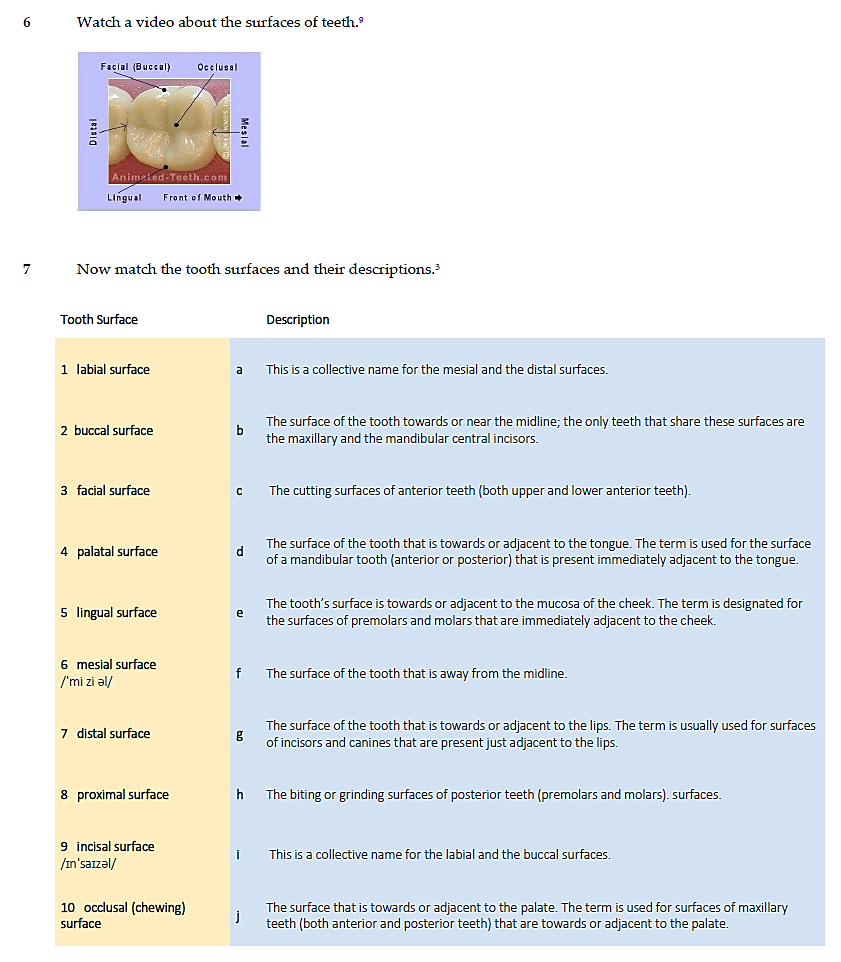 6 Watch a video about the surfaces of teeth.⁹
Facial (Buccal) Occlusal
Distal
Mesial
Animated-Teeth.com
Lingual Front of Mouth →
7 Now match the tooth surfaces and their descriptions.³
Tooth Surface Description
1 labial surface a This is a collective name for the mesial and the distal surfaces.
2 buccal surface b The surface of the tooth towards or near the midline; the only teeth that share these surfaces are
the maxillary and the mandibular central incisors.
3 facial surface c The cutting surfaces of anterior teeth (both upper and lower anterior teeth).
4 palatal surface d The surface of the tooth that is towards or adjacent to the tongue. The term is used for the surface
of a mandibular tooth (anterior or posterior) that is present immediately adjacent to the tongue.
5 lingual surface e The tooth's surface is towards or adjacent to the mucosa of the cheek. The term is designated for
the surfaces of premolars and molars that are immediately adjacent to the cheek.
6 mesial surface
/'mi zi əl/ f The surface of the tooth that is away from the midline.
7 distal surface g The surface of the tooth that is towards or adjacent to the lips. The term is usually used for surfaces
of incisors and canines that are present just adjacent to the lips.
8 proximal surface h The biting or grinding surfaces of posterior teeth (premolars and molars). surfaces.
9 incisal surface
/ɪnˈsaɪzəl/ i This is a collective name for the labial and the buccal surfaces.
10 occlusal (chewing)
surface j The surface that is towards or adjacent to the palate. The term is used for surfaces of maxillary
teeth (both anterior and posterior teeth) that are towards or adjacent to the palate.